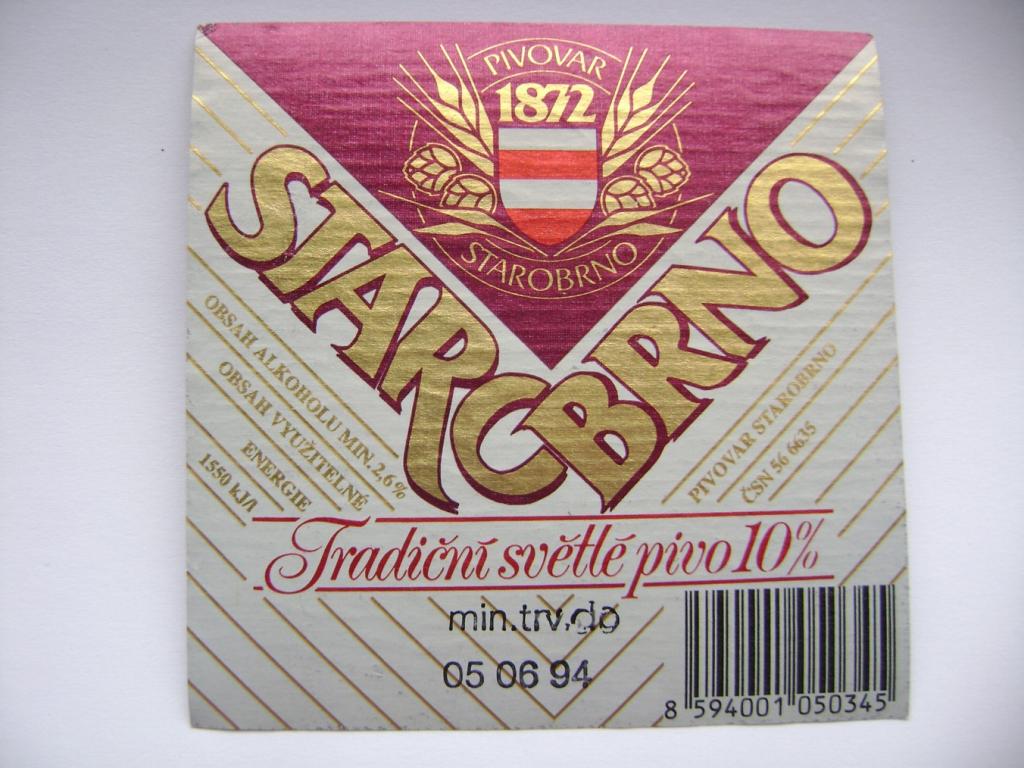 PIVOVAR
1872
STAROBRNO
STAROBRNO
OBSAH ALKOHOLU MIN. 2,6%
OBSAH VYUŽITELNÉ
ENERGIE
1550 kJ/l
PIVOVAR STAROBRNO
ČSN 56 6635
Tradiční světlé pivo 10%
min.trv.do
05 06 94
8 594001 050345